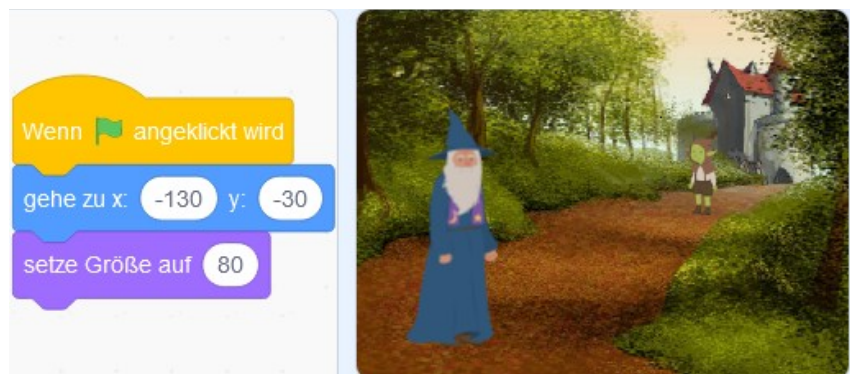 Wenn angeklickt wird
gehe zu x: -130 y: -30
setze Größe auf 80